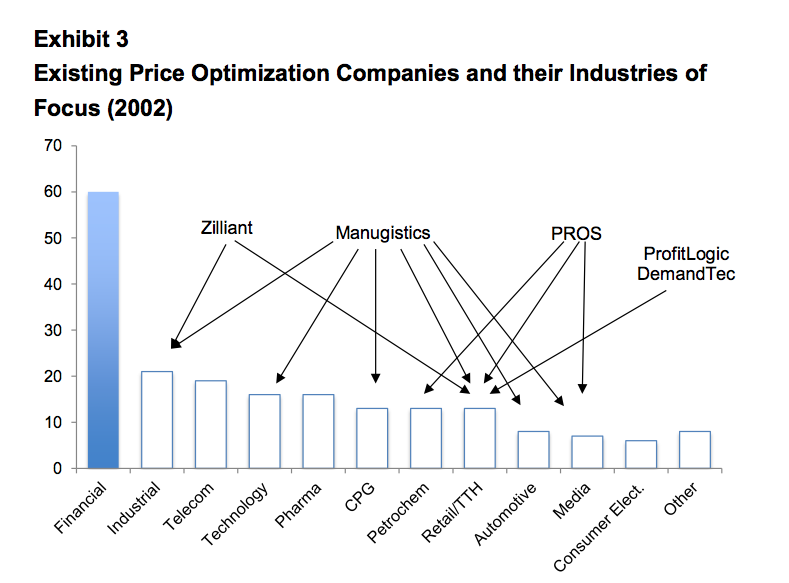 Exhibit 3
Existing Price Optimization Companies and their Industries of
Focus (2002)
70
60
50
40
30
20
10
0
Zilliant
Manugistics
PROS
ProfitLogic
DemandTec
Financial
Industrial
Telecom
Technology
Pharma
CPG
Petrochem
Retail/TTH
Automotive
Media
Consumer Elect.
Other